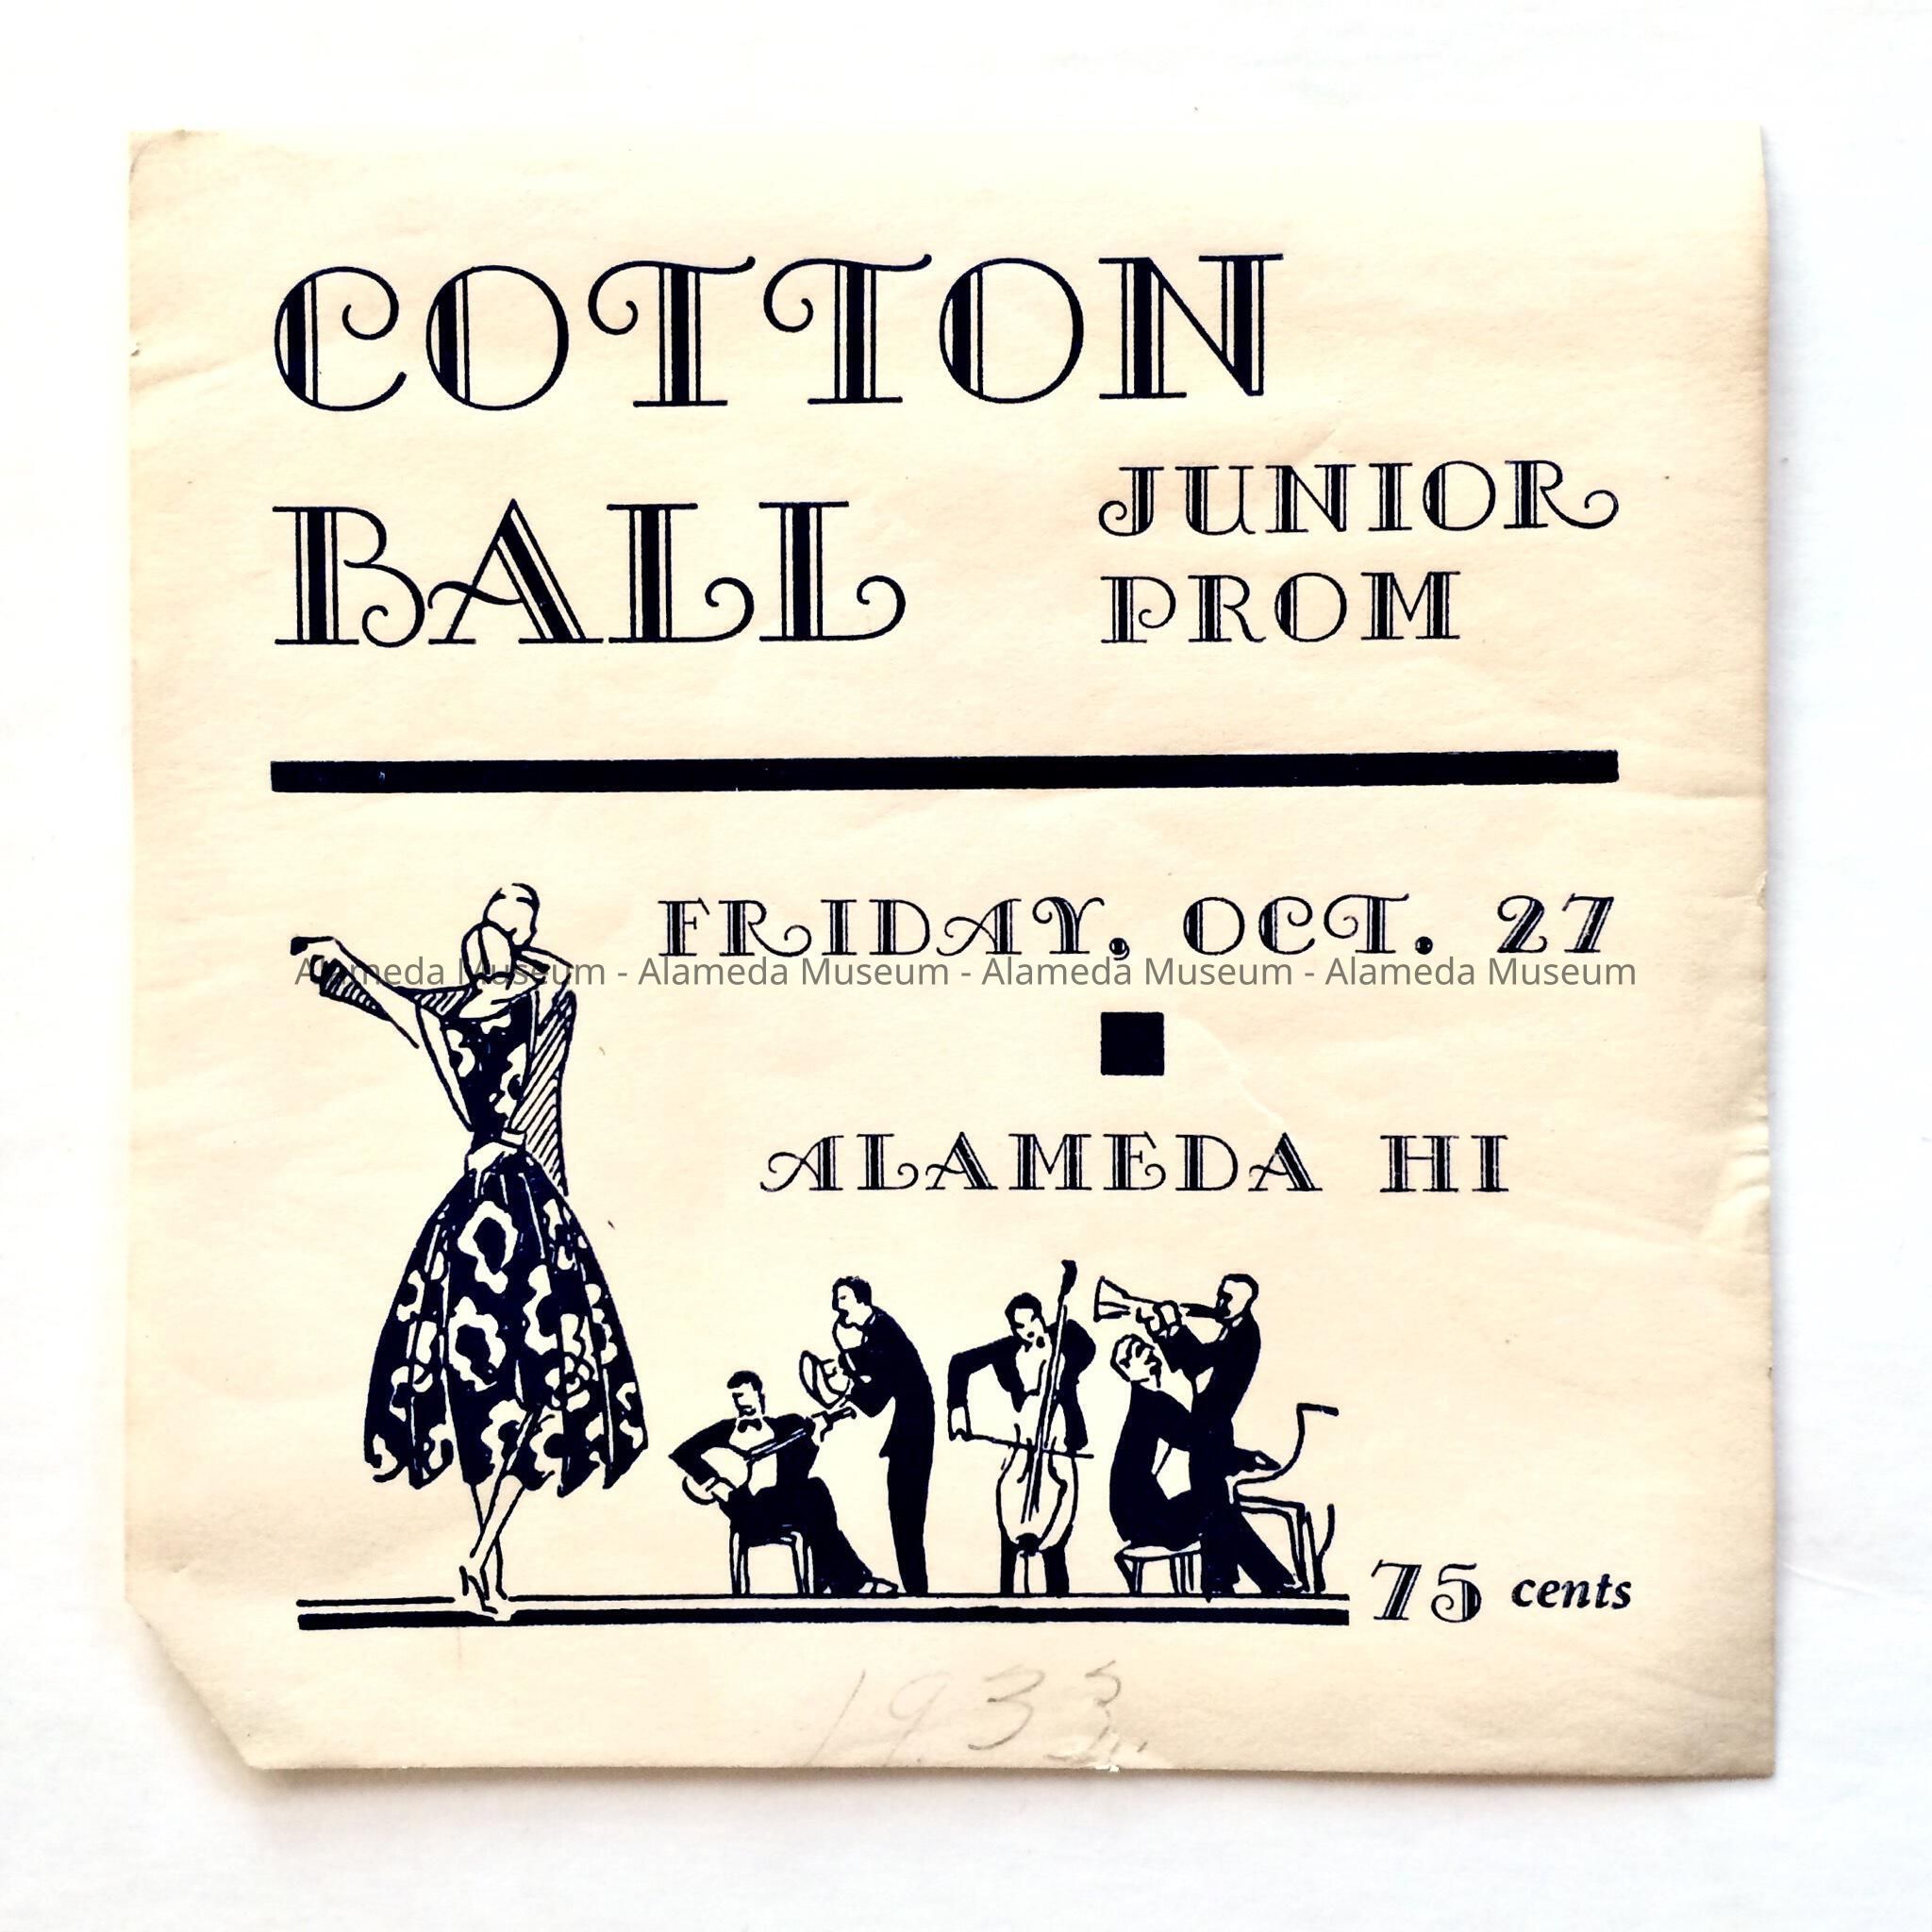 COTTON
BALL
JUNIOR
PROM
FRIDAY, OCT. 27
Alameda Museum - Alameda Museum - Alameda Museum - Alameda Museum
ALAMEDA HI
75 cents
1933